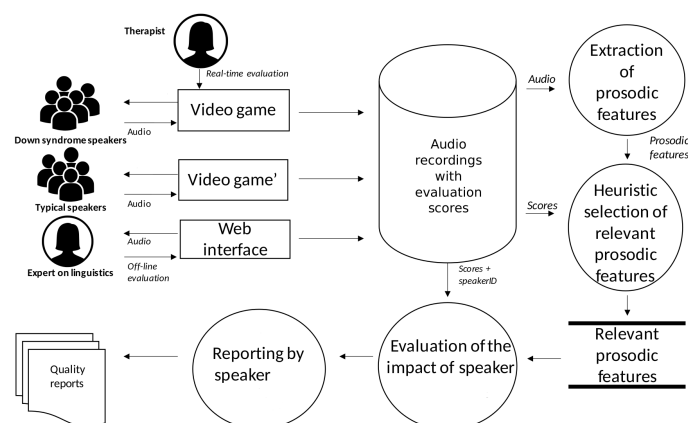 Therapist
Real-time evaluation
Video game
Audio
Down syndrome speakers
Video game'
Audio
Typical speakers
Web
interface
Audio
Expert on linguistics
Off-line
evaluation
Audio
recordings
with
evaluation
scores
Audio
Extraction
of
prosodic
features
Prosodic
features
Scores
Heuristic
selection of
relevant
prosodic
features
Scores +
speakerID
Relevant
prosodic
features
Evaluation of the
impact of speaker
Reporting by
speaker
Quality
reports